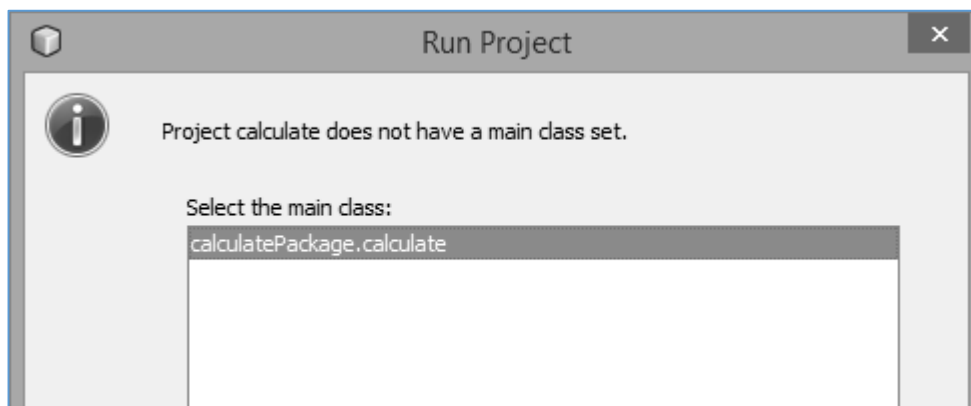 Run Project
Project calculate does not have a main class set.
Select the main class:
calculatePackage.calculate